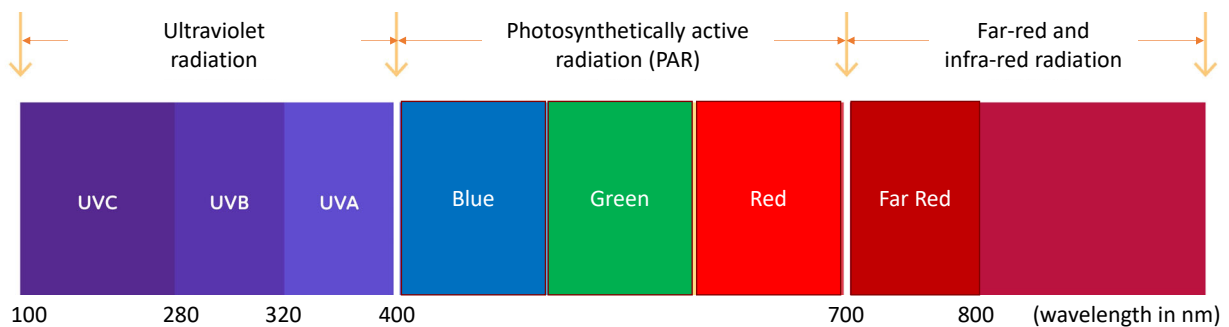 Ultraviolet
radiation
Photosynthetically active
radiation (PAR)
Far-red and
infra-red radiation
UVC
UVB
UVA
Blue
Green
Red
Far Red
100
280
320
400
700
800
(wavelength in nm)